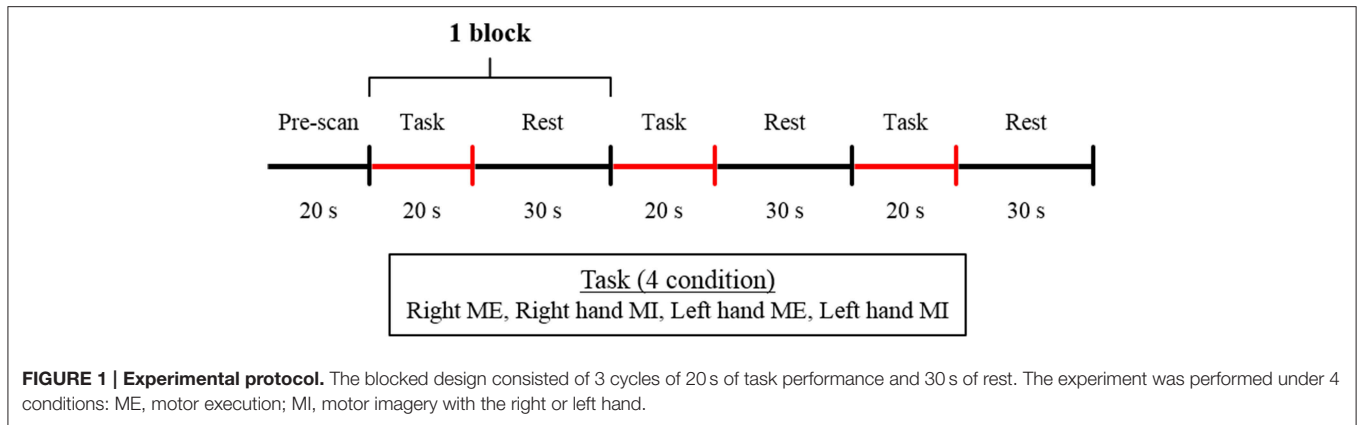 1 block
Pre-scan Task Rest Task Rest Task Rest
20 s 20 s 30 s 20 s 30 s 20 s 30 s
Task (4 condition)
Right ME, Right hand MI, Left hand ME, Left hand MI
FIGURE 1 | Experimental protocol. The blocked design consisted of 3 cycles of 20 s of task performance and 30 s of rest. The experiment was performed under 4
conditions: ME, motor execution; MI, motor imagery with the right or left hand.